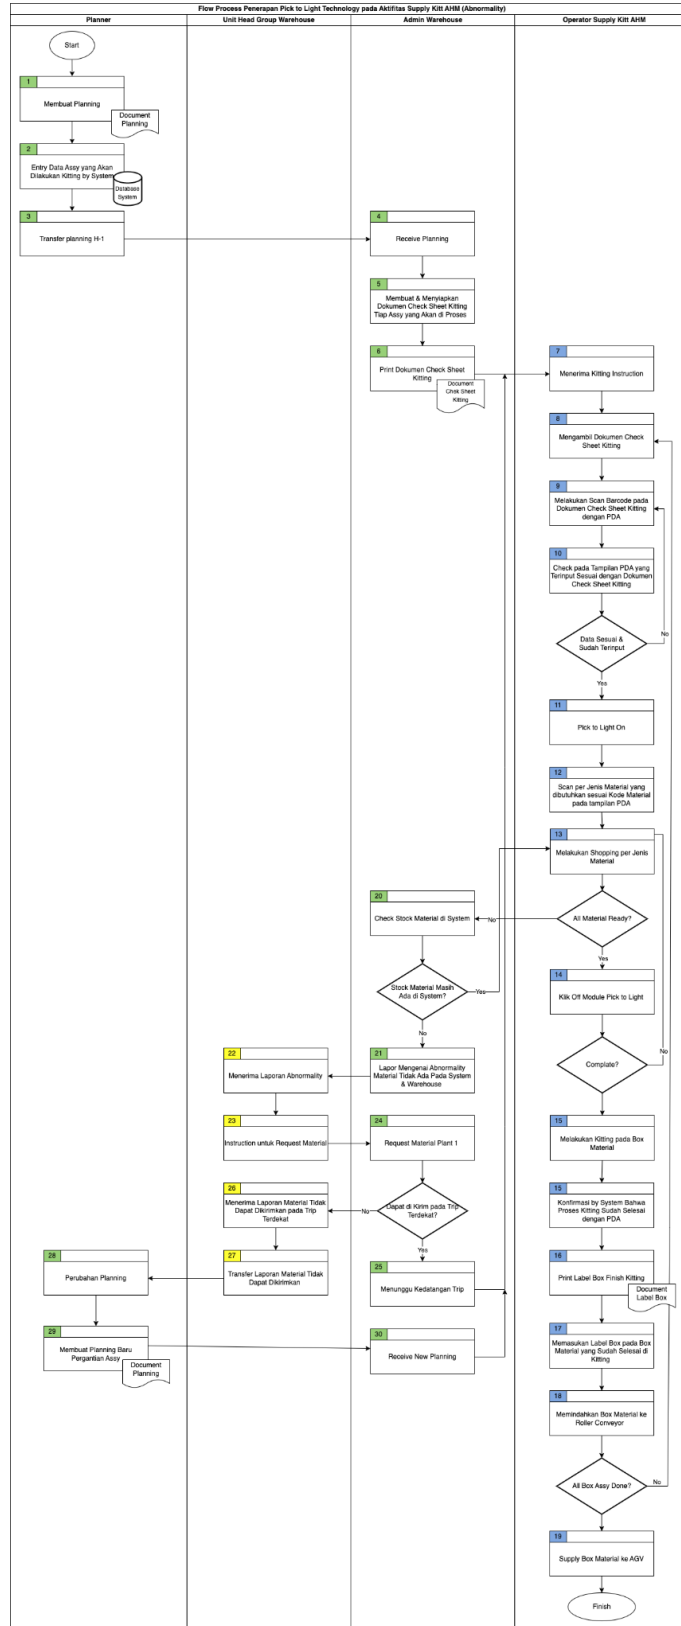 Flow Process Penerapan Pick to Light Technology pada Aktifitas Supply Kitt AHM (Abnormality)
Planner
Unit Head Group Warehouse
Admin Warehouse
Operator Supply Kitt AHM
Start
1
Membuat Planning
Document
Planning
2
Entry Data Assy yang Akan
Dilakukan Kitting by System
Database
System
3
Transfer planning H-1
4
Receive Planning
5
Membuat & Menyiapkan
Dokumen Check Sheet Kitting
Tiap Assy yang Akan di Proses
6
Print Dokumen Check Sheet
Kitting
Document
Chek Sheet
Kitting
7
Menerima Kitting Instruction
8
Mengambil Dokumen Check
Sheet Kitting
9
Melakukan Scan Barcode pada
Dokumen Check Sheet Kitting
dengan PDA
10
Check pada Tampilan PDA yang
Terinput Sesuai dengan Dokumen
Check Sheet Kitting
Data Sesuai &
Sudah Terinput
No
Yes
11
Pick to Light On
12
Scan per Jenis Material yang
dibutuhkan sesuai Kode Material
pada tampilan PDA
13
Melakukan Shopping per Jenis
Material
All Material Ready?
No
Yes
20
Check Stock Material di System
Stock Material Masih
Ada di System?
Yes
No
14
Klik Off Module Pick to Light
Complate?
No
21
Lapor Mengenai Abnormality
Material Tidak Ada Pada System
& Warehouse
22
Menerima Laporan Abnormality
23
Instruction untuk Request Material
24
Request Material Plant 1
Dapat di Kirim pada Trip
Terdekat?
No
Yes
26
Menerima Laporan Material Tidak
Dapat Dikirimkan pada Trip
Terdekat
27
Transfer Laporan Material Tidak
Dapat Dikirimkan
25
Menunggu Kedatangan Trip
28
Perubahan Planning
29
Membuat Planning Baru
Pergantian Assy
Document
Planning
30
Receive New Planning
15
Melakukan Kitting pada Box
Material
15
Konfirmasi by System Bahwa
Proses Kitting Sudah Selesai
dengan PDA
16
Print Label Box Finish Kitting
Document
Label Box
17
Memasukan Label Box pada Box
Material yang Sudah Selesai di
Kitting
18
Memindahkan Box Material ke
Roller Conveyor
All Box Assy Done?
No
19
Supply Box Material ke AGV
Finish